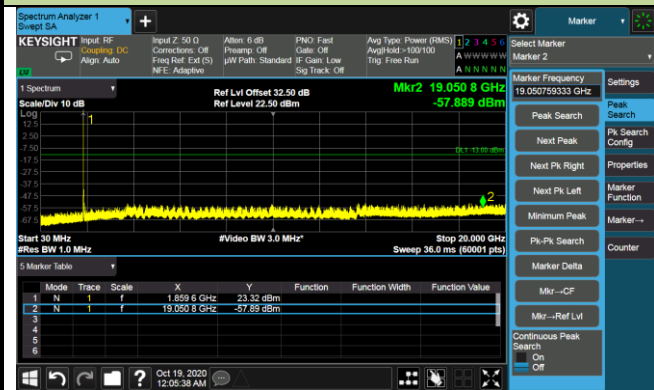 Spectrum Analyzer 1
Swept SA
Marker
KEYSIGHT
Input: RF
Coupling: DC
Align: Auto
Input Z: 50 Ω
Corrections: Off
Freq Ref: Ext (S)
NFE: Adaptive
Atten: 6 dB
Preamp: Off
µW Path: Standard
PNO: Fast
Gate: Off
IF Gain: Low
Sig Track: Off
Avg Type: Power (RMS)
Avg|Hold:>100/100
Trig: Free Run
1 2 3 4 5 6
A W W W W W
A N N N N N
Select Marker
Marker 2
1 Spectrum
Scale/Div 10 dB
Ref Lvl Offset 32.50 dB
Ref Level 22.50 dBm
Mkr2 19.050 8 GHz
-57.889 dBm
Log
12.5
2.50
-7.50
-17.5
-27.5
-37.5
-47.5
-57.5
-67.5
1
DL1 -13.00 dBm
2
Start 30 MHz
#Res BW 1.0 MHz
#Video BW 3.0 MHz*
Stop 20.000 GHz
Sweep 36.0 ms (60001 pts)
5 Marker Table
Mode Trace Scale X Y Function Function Width Function Value
1 N 1 f 1.859 6 GHz 23.32 dBm
2 N 1 f 19.050 8 GHz -57.89 dBm
3
4
5
6
Marker Frequency
19.050759333 GHz
Peak Search
Next Peak
Next Pk Right
Next Pk Left
Minimum Peak
Pk-Pk Search
Marker Delta
Mkr→CF
Mkr→Ref Lvl
Continuous Peak
Search
On
Off
Settings
Peak
Search
Pk Search
Config
Properties
Marker
Function
Marker→
Counter
?
Oct 19, 2020
12:05:38 AM